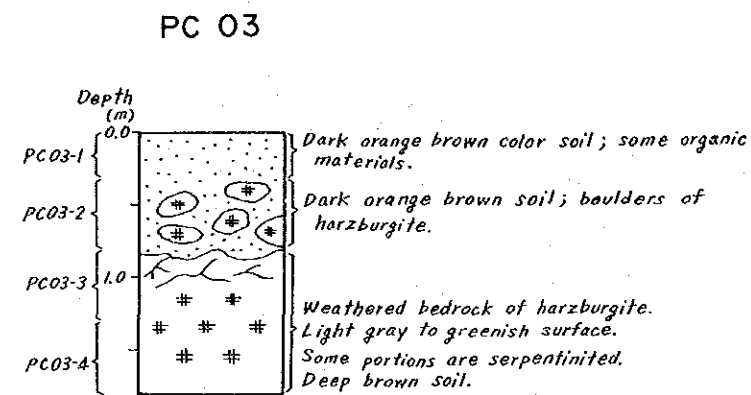 PC 03
Depth
(m)
0.0
PC03-1
Dark orange brown color soil; some organic
materials.
PC03-2
Dark orange brown soil; boulders of
harzburgite.
PC03-3
1.0
Weathered bedrock of harzburgite.
Light gray to greenish surface.
PC03-4
Some portions are serpentinited.
Deep brown soil.